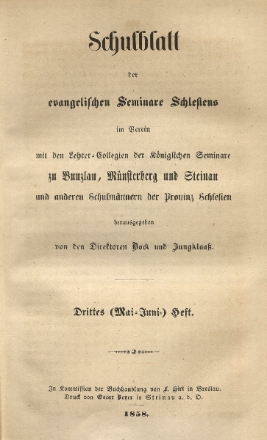 Schulblatt
der
evangelischen Seminare Schlesiens
im Verein
mit den Lehrer-Collegien der Königlichen Seminare
zu Bunzlau, Münsterberg und Steinau
und anderen Schulmännern der Provinz Schlesien
herausgegeben
von den Direktoren Bock und Jungklaaß.
Drittes (Mai-Juni-) Heft.
In Kommission der Buchhandlung von F. Hirt in Breslau.
Druck von Oscar Peper in Steinau a. d. O.
1858.